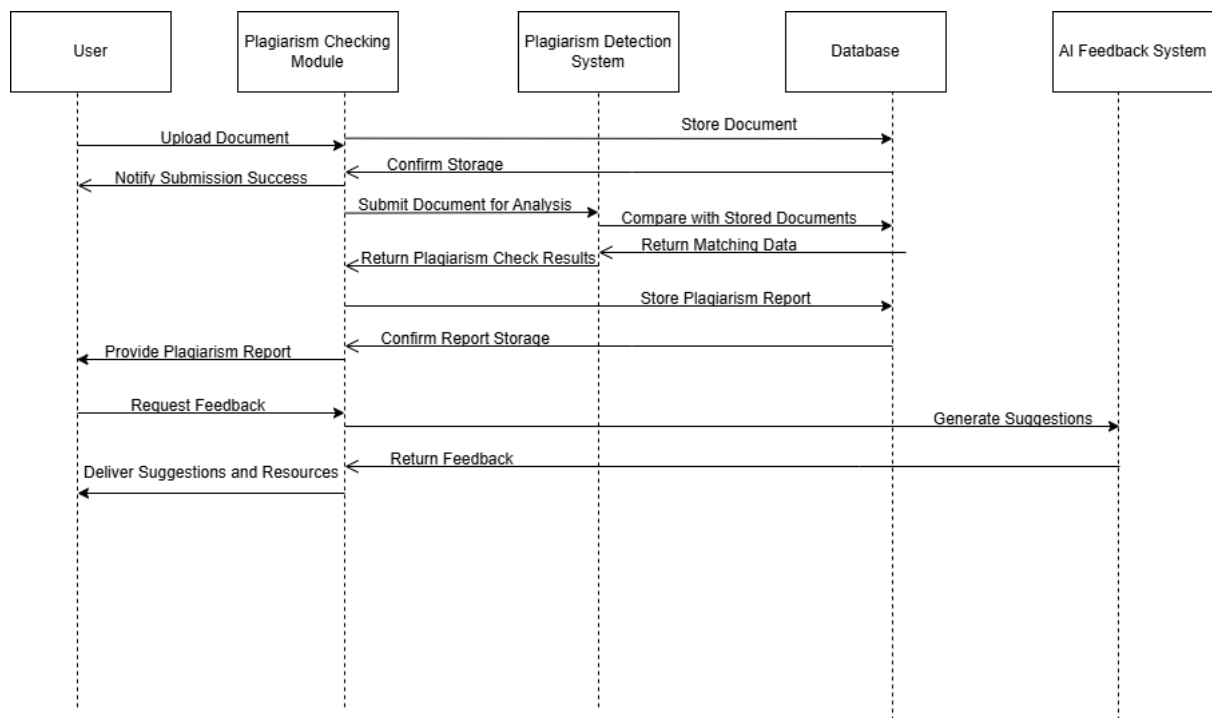 User
Plagiarism Checking
Module
Plagiarism Detection
System
Database
AI Feedback System
Store Document
Upload Document
Confirm Storage
Notify Submission Success
Submit Document for Analysis
Compare with Stored Documents
Return Matching Data
Return Plagiarism Check Results
Store Plagiarism Report
Confirm Report Storage
Provide Plagiarism Report
Request Feedback
Generate Suggestions
Return Feedback
Deliver Suggestions and Resources